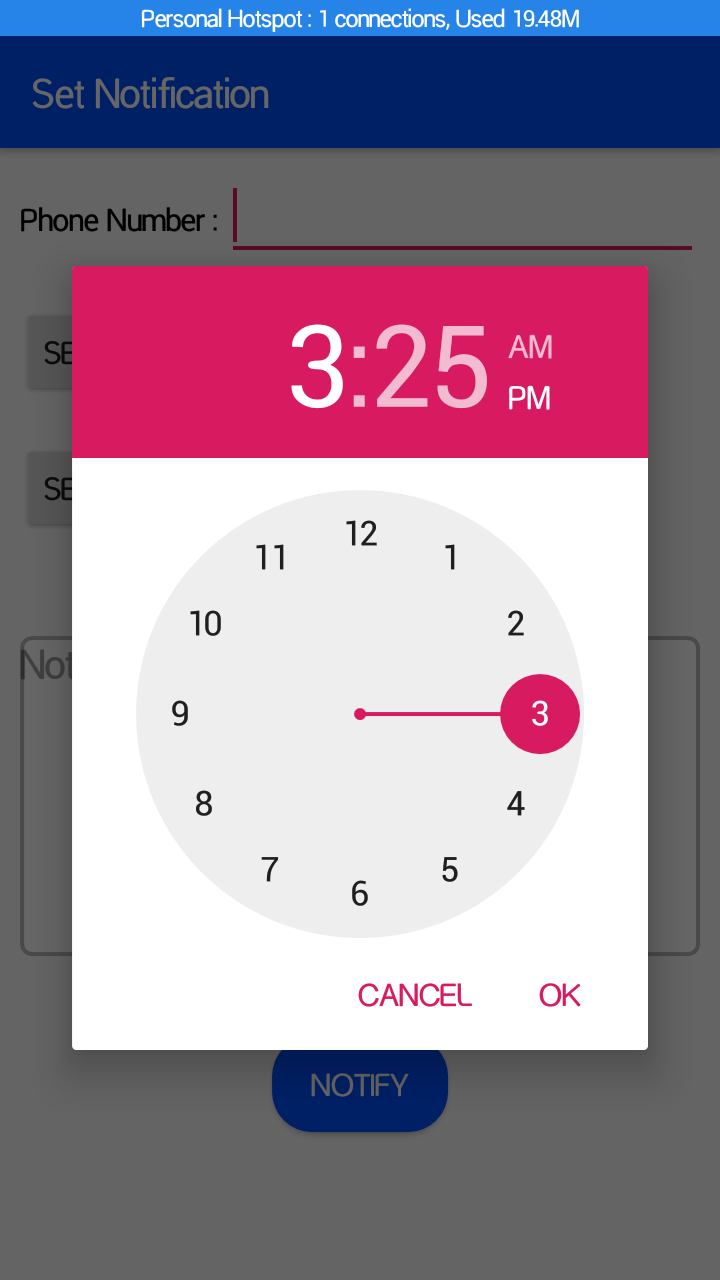 Personal Hotspot : 1 connections, Used 19.48M
Set Notification
Phone Number :
SE
3:25
AM
PM
SE
12
11
1
10
2
Not
9
3
8
4
7
5
6
CANCEL
OK
NOTIFY